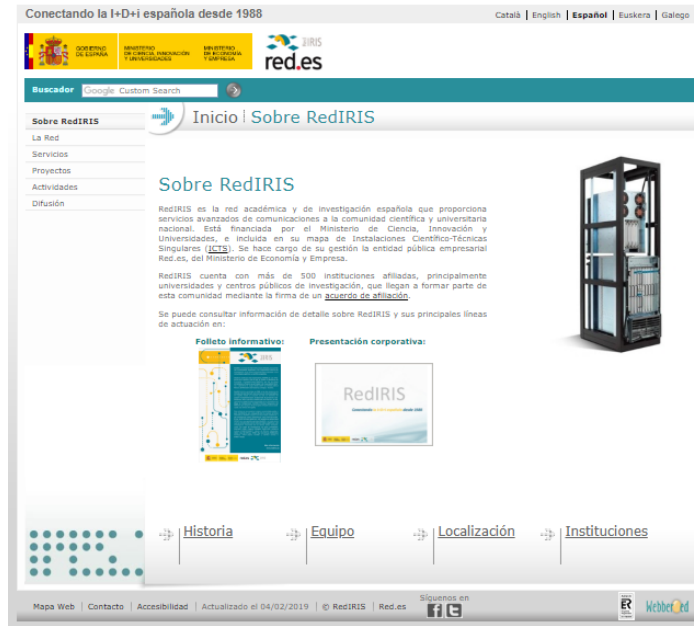 Conectando la I+D+i española desde 1988
Català | English | Español | Euskera | Galego
GOBIERNO DE ESPAÑA
MINISTERIO DE CIENCIA, INNOVACIÓN Y UNIVERSIDADES
MINISTERIO DE ECONOMÍA Y EMPRESA
IRIS
red.es
Buscador Google Custom Search
Inicio | Sobre RedIRIS
Sobre RedIRIS
La Red
Servicios
Proyectos
Actividades
Difusión
Sobre RedIRIS
RedIRIS es la red académica y de investigación española que proporciona
servicios avanzados de comunicaciones a la comunidad científica y universitaria
nacional. Está financiada por el Ministerio de Ciencia, Innovación y
Universidades, e incluida en su mapa de Instalaciones Científico-Técnicas
Singulares (ICTS). Se hace cargo de su gestión la entidad pública empresarial
Red.es, del Ministerio de Economía y Empresa.
RedIRIS cuenta con más de 500 instituciones afiliadas, principalmente
universidades y centros públicos de investigación, que llegan a formar parte de
esta comunidad mediante la firma de un acuerdo de afiliación.
Se puede consultar información de detalle sobre RedIRIS y sus principales líneas
de actuación en:
Folleto informativo: Presentación corporativa:
IRIS
RedIRIS
Historia Equipo Localización Instituciones
Síguenos en
Mapa Web | Contacto | Accesibilidad | Actualizado el 04/02/2019 | © RedIRIS | Red.es